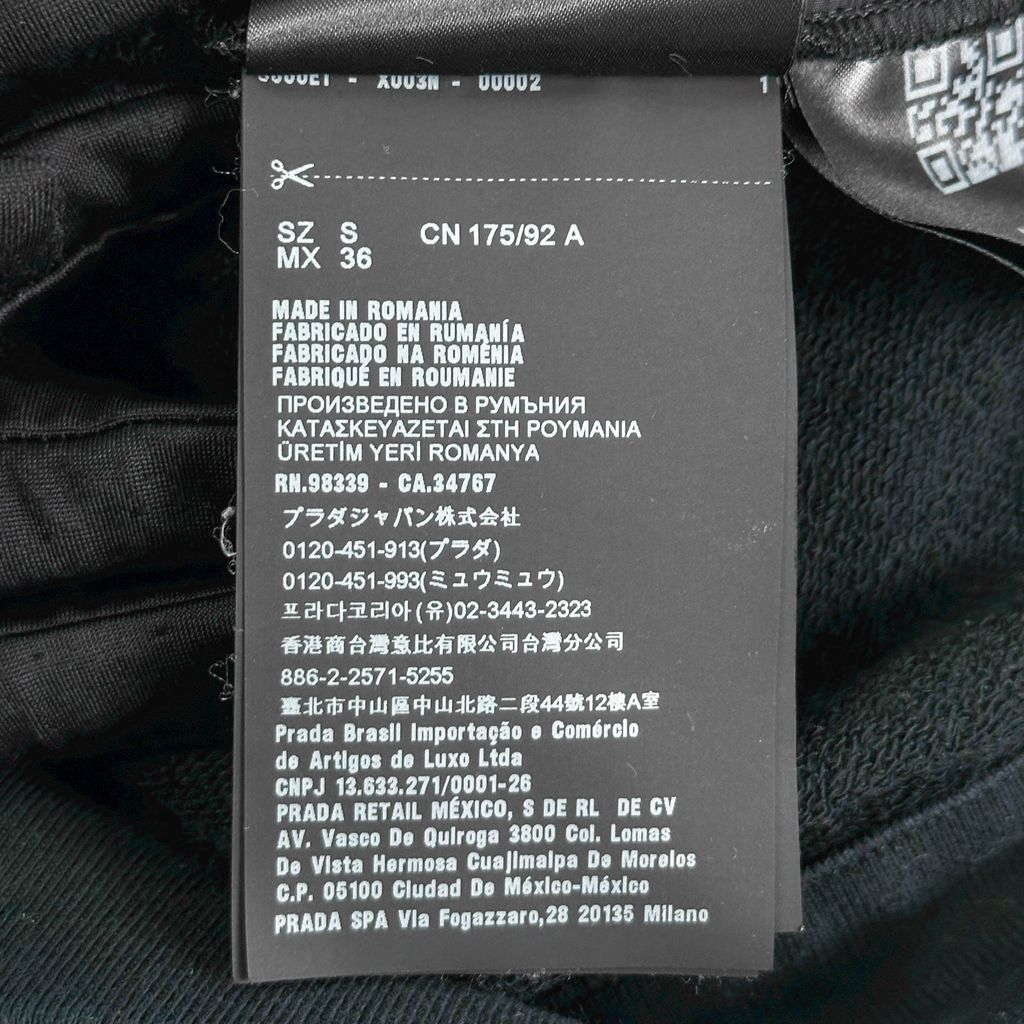 - X003N - 00002 1
SZ S CN 175/92 A
MX 36
MADE IN ROMANIA
FABRICADO EN RUMANÍA
FABRICADO NA ROMÊNIA
FABRIQUÉ EN ROUMANIE
ПРОИЗВЕДЕНО В РУМЪНИЯ
ΚΑΤΑΣΚΕΥΑΖΕΤΑΙ ΣΤΗ ΡΟΥΜΑΝΙΑ
ÜRETİM YERİ ROMANYA
RN.98339 - CA.34767
プラダジャパン株式会社
0120-451-913(プラダ)
0120-451-993(ミュウミュウ)
프라다코리아(유)02-3443-2323
香港商台灣意比有限公司台灣分公司
886-2-2571-5255
臺北市中山區中山北路二段44號12樓A室
Prada Brasil Importação e Comércio
de Artigos de Luxo Ltda
CNPJ 13.633.271/0001-26
PRADA RETAIL MÉXICO, S DE RL DE CV
AV. Vasco De Quiroga 3800 Col. Lomas
De Vista Hermosa Cuajimalpa De Morelos
C.P. 05100 Ciudad De México-México
PRADA SPA Via Fogazzaro,28 20135 Milano